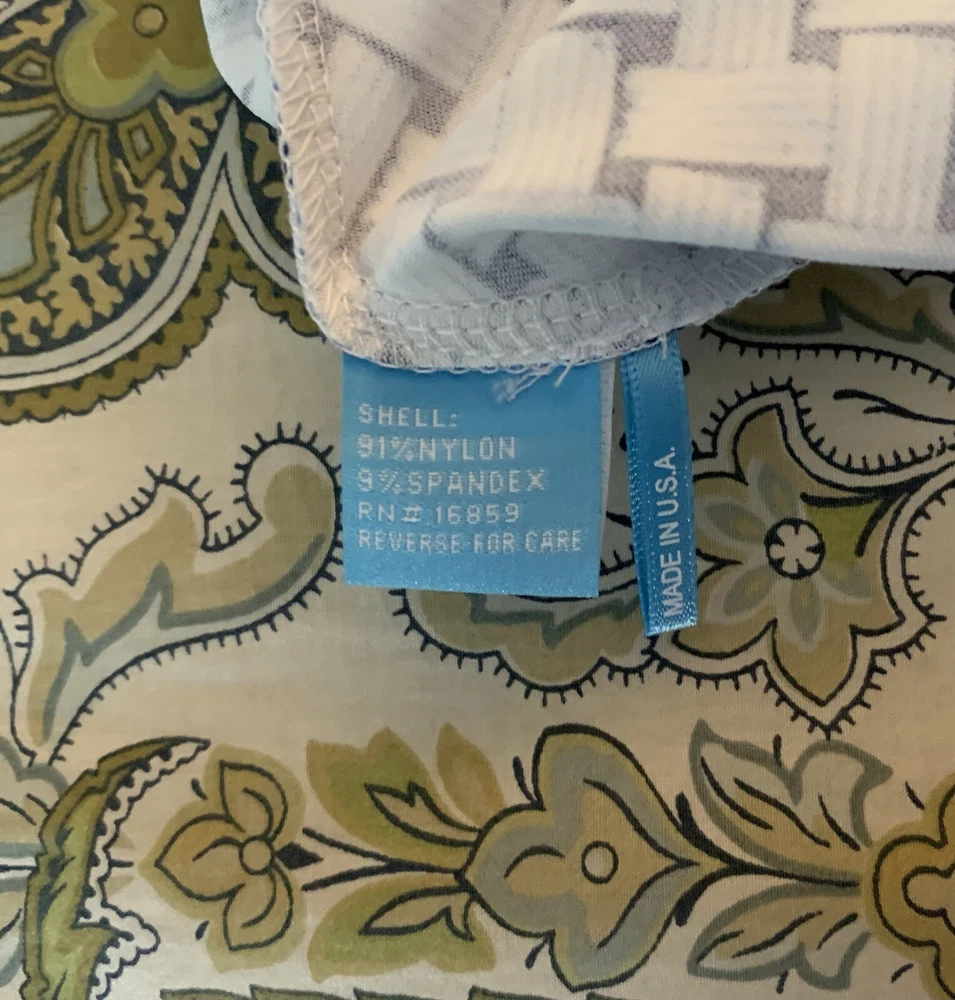 SHELL:
91%NYLON
9%SPANDEX
RN# 16859
REVERSE FOR CARE
MADE IN U.S.A.